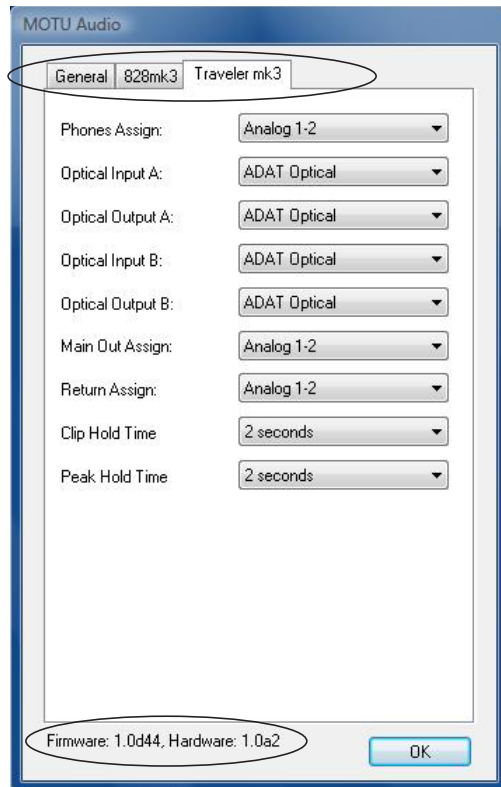 MOTU Audio
General 828mk3 Traveler mk3
Phones Assign: Analog 1-2
Optical Input A: ADAT Optical
Optical Output A: ADAT Optical
Optical Input B: ADAT Optical
Optical Output B: ADAT Optical
Main Out Assign: Analog 1-2
Return Assign: Analog 1-2
Clip Hold Time 2 seconds
Peak Hold Time 2 seconds
Firmware: 1.0d44, Hardware: 1.0a2 OK